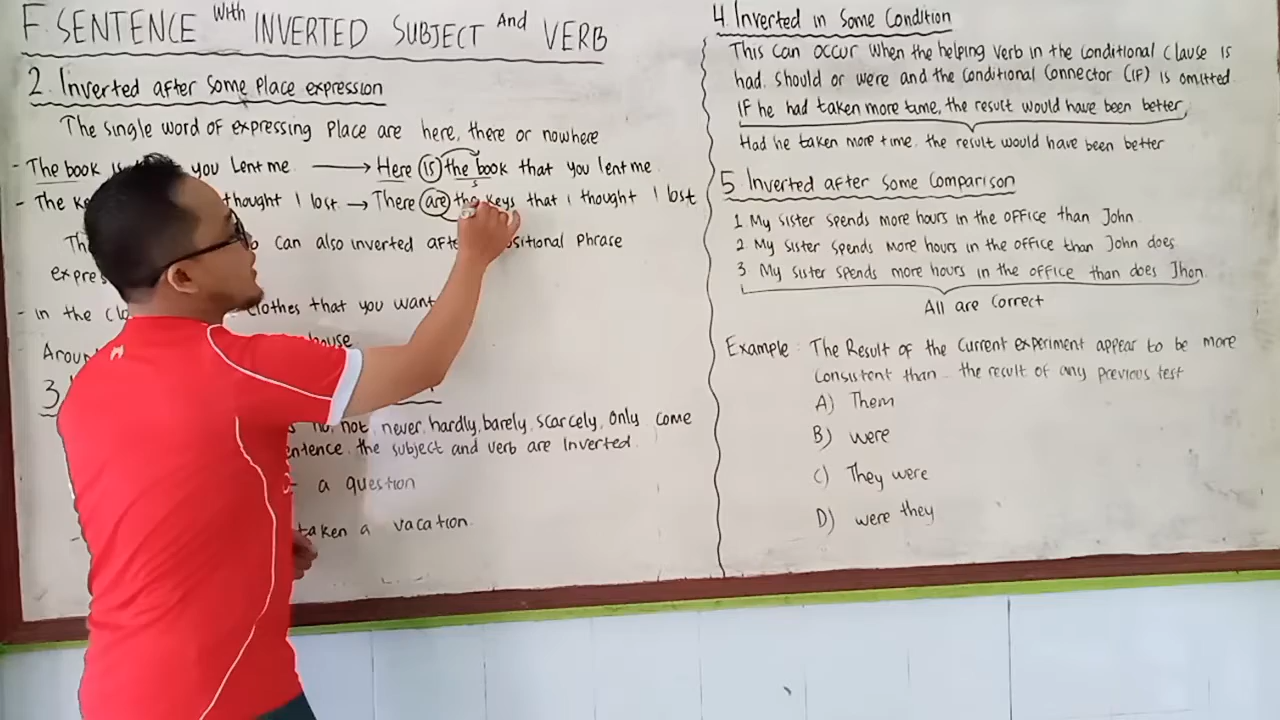 F. SENTENCE With INVERTED SUBJECT And VERB
2. Inverted after Some Place expression
The single word of expressing Place are here, there or nowhere
- The book is you Lent me → Here is the book that you lent me.
s
- The thought I lost. → There are the keys that I thought I lost
can also inverted Phrase
- in the clothes that you want
house
3
no, not, never, hardly, barely, scarcely, Only come
the subject and verb are Inverted.
a question
taken a vacation.
4. Inverted in Some Condition
This can occur when the helping verb in the conditional clause is
had, should or were and the conditional connector (IF) is omitted
IF he had taken more time, the result would have been better
Had he taken more time, the result would have been better
5. Inverted after Some Comparison
1 My sister spends more hours in the office than John
2 My sister spends more hours in the office than John does
3 My sister spends more hours in the office than does Jhon
All are correct
Example : The Result of the current experiment appear to be more
consistent than .. the result of any previous test
A) Them
B) were
C) They were
D) were they